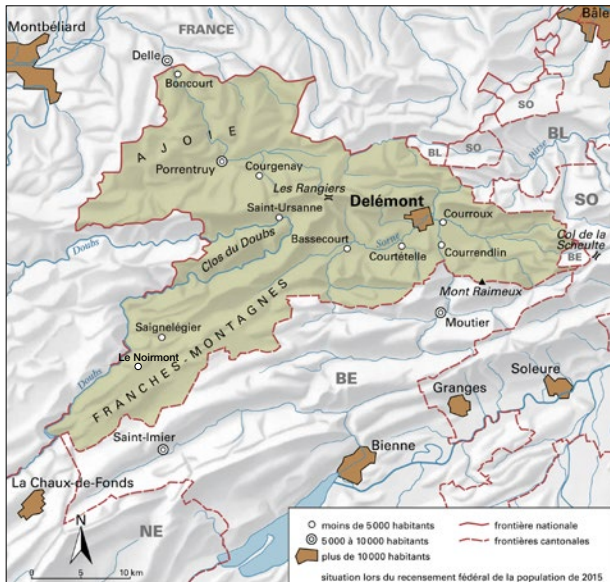 Montbéliard
FRANCE
Bâle
Delle
Boncourt
SO
AJOIE
BL
SO
BL
Birse
Porrentruy
Courgenay
Les Rangiers
SO
Delémont
Saint-Ursanne
Courroux
Col de la
Scheulte
Clos du Doubs
Bassecourt
Sorne
Courtételle
Courrendlin
BE
Doubs
Mont Raimeux
Moutier
Saignelégier
Le Noirmont
FRANCHES-MONTAGNES
Doubs
BE
Soleure
Granges
Saint-Imier
Bienne
La Chaux-de-Fonds
N
NE
0 5 10 km
moins de 5000 habitants
5000 à 10000 habitants
plus de 10000 habitants
frontière nationale
frontières cantonales
situation lors du recensement fédéral de la population de 2015